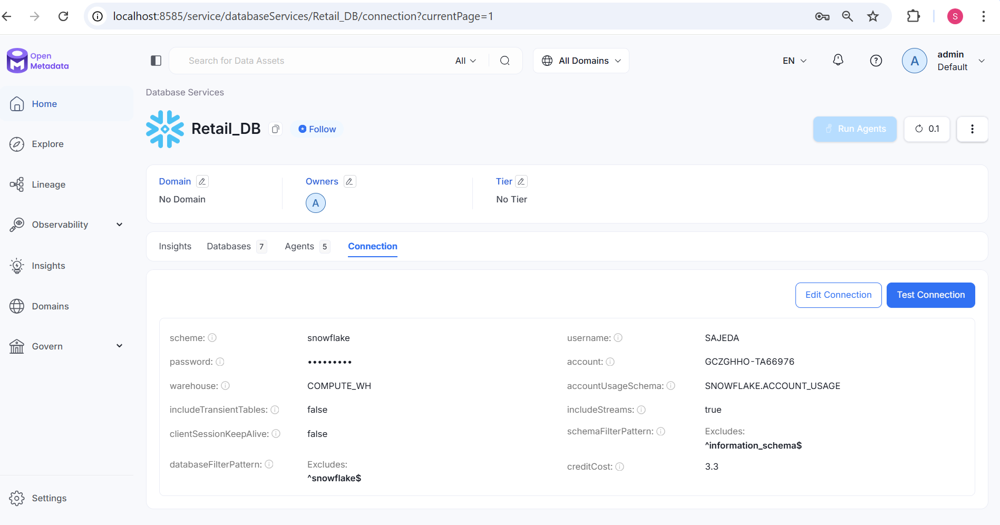 localhost:8585/service/databaseServices/Retail_DB/connection?currentPage=1
S
Open
Metadata
Search for Data Assets
All
All Domains
EN
A
admin
Default
Home
Explore
Lineage
Observability
Insights
Domains
Govern
Settings
Database Services
Retail_DB
Follow
Run Agents
0.1
Domain
No Domain
Owners
A
Tier
No Tier
Insights
Databases 7
Agents 5
Connection
Edit Connection
Test Connection
scheme: snowflake
username: SAJEDA
password: •••••••••
account: GCZGHHO-TA66976
warehouse: COMPUTE_WH
accountUsageSchema: SNOWFLAKE.ACCOUNT_USAGE
includeTransientTables: false
includeStreams: true
clientSessionKeepAlive: false
schemaFilterPattern: Excludes:
^information_schema$
databaseFilterPattern: Excludes:
^snowflake$
creditCost: 3.3